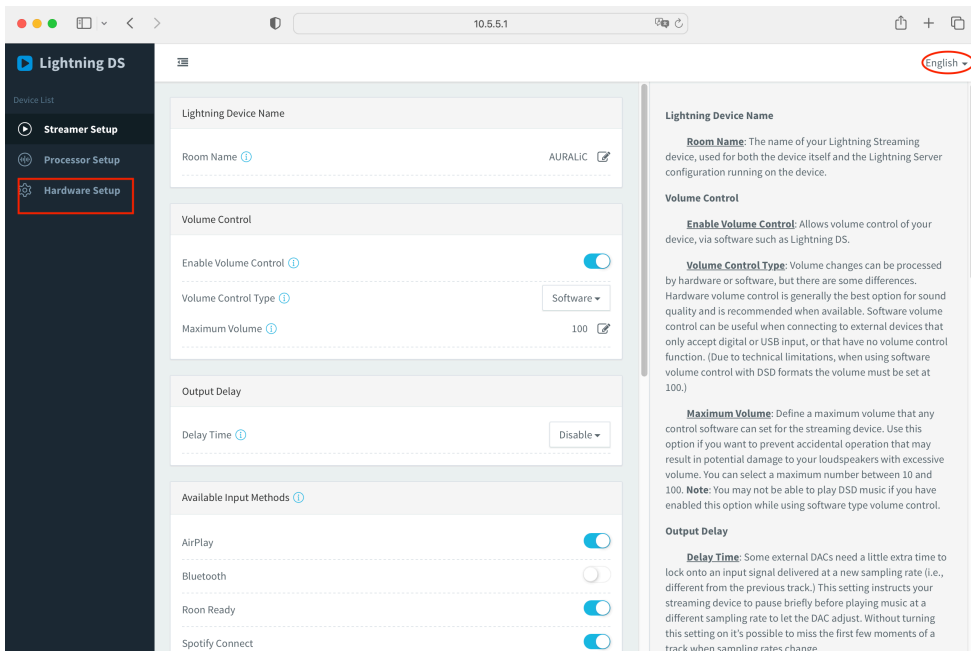 10.5.5.1
Lightning DS
English
Device List
Streamer Setup
Processor Setup
Hardware Setup
Lightning Device Name
Room Name
AURALiC
Volume Control
Enable Volume Control
Volume Control Type
Software
Maximum Volume
100
Output Delay
Delay Time
Disable
Available Input Methods
AirPlay
Bluetooth
Roon Ready
Spotify Connect
Lightning Device Name
Room Name: The name of your Lightning Streaming
device, used for both the device itself and the Lightning Server
configuration running on the device.
Volume Control
Enable Volume Control: Allows volume control of your
device, via software such as Lightning DS.
Volume Control Type: Volume changes can be processed
by hardware or software, but there are some differences.
Hardware volume control is generally the best option for sound
quality and is recommended when available. Software volume
control can be useful when connecting to external devices that
only accept digital or USB input, or that have no volume control
function. (Due to technical limitations, when using software
volume control with DSD formats the volume must be set at
100.)
Maximum Volume: Define a maximum volume that any
control software can set for the streaming device. Use this
option if you want to prevent accidental operation that may
result in potential damage to your loudspeakers with excessive
volume. You can select a maximum number between 10 and
100. Note: You may not be able to play DSD music if you have
enabled this option while using software type volume control.
Output Delay
Delay Time: Some external DACs need a little extra time to
lock onto an input signal delivered at a new sampling rate (i.e.,
different from the previous track.) This setting instructs your
streaming device to pause briefly before playing music at a
different sampling rate to let the DAC adjust. Without turning
this setting on it's possible to miss the first few moments of a
track when sampling rates change.